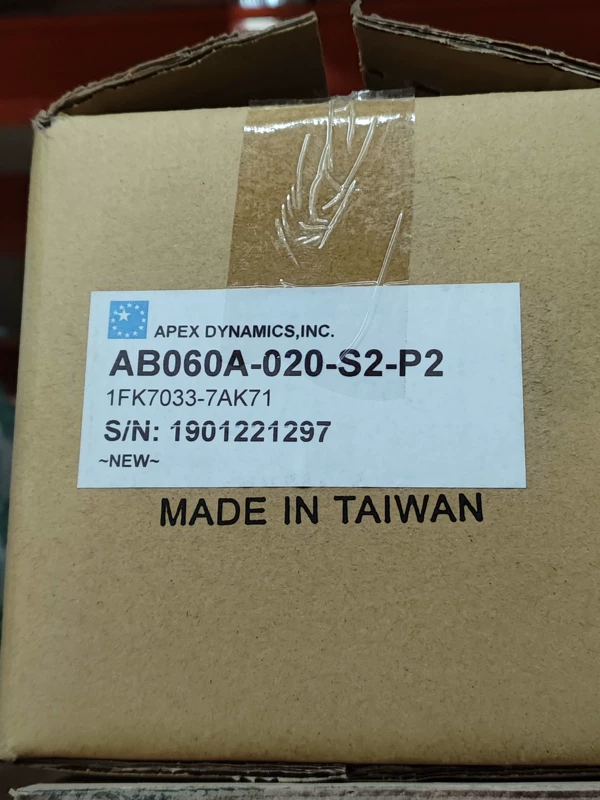 APEX DYNAMICS,INC.
AB060A-020-S2-P2
1FK7033-7AK71
S/N: 1901221297
~NEW~
MADE IN TAIWAN